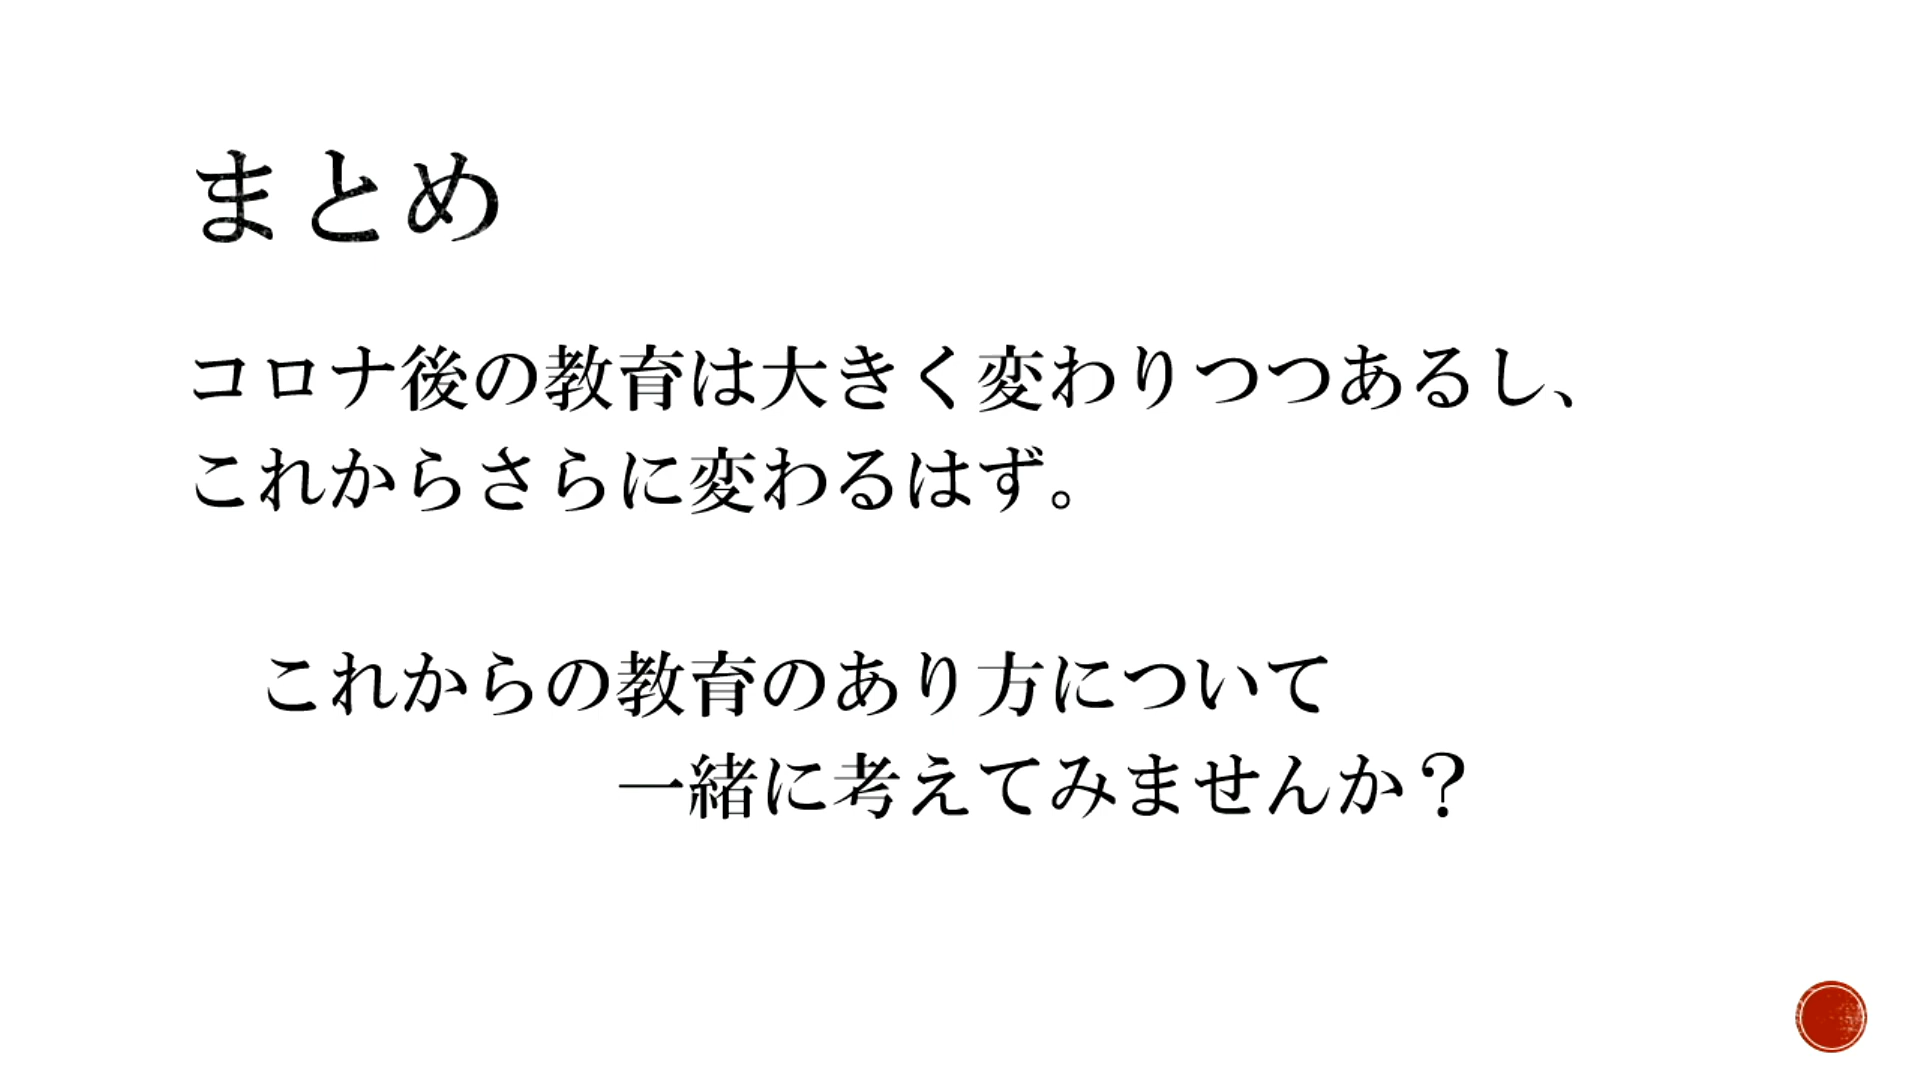 まとめ
コロナ後の教育は大きく変わりつつあるし、
これからさらに変わるはず。
これからの教育のあり方について
一緒に考えてみませんか？